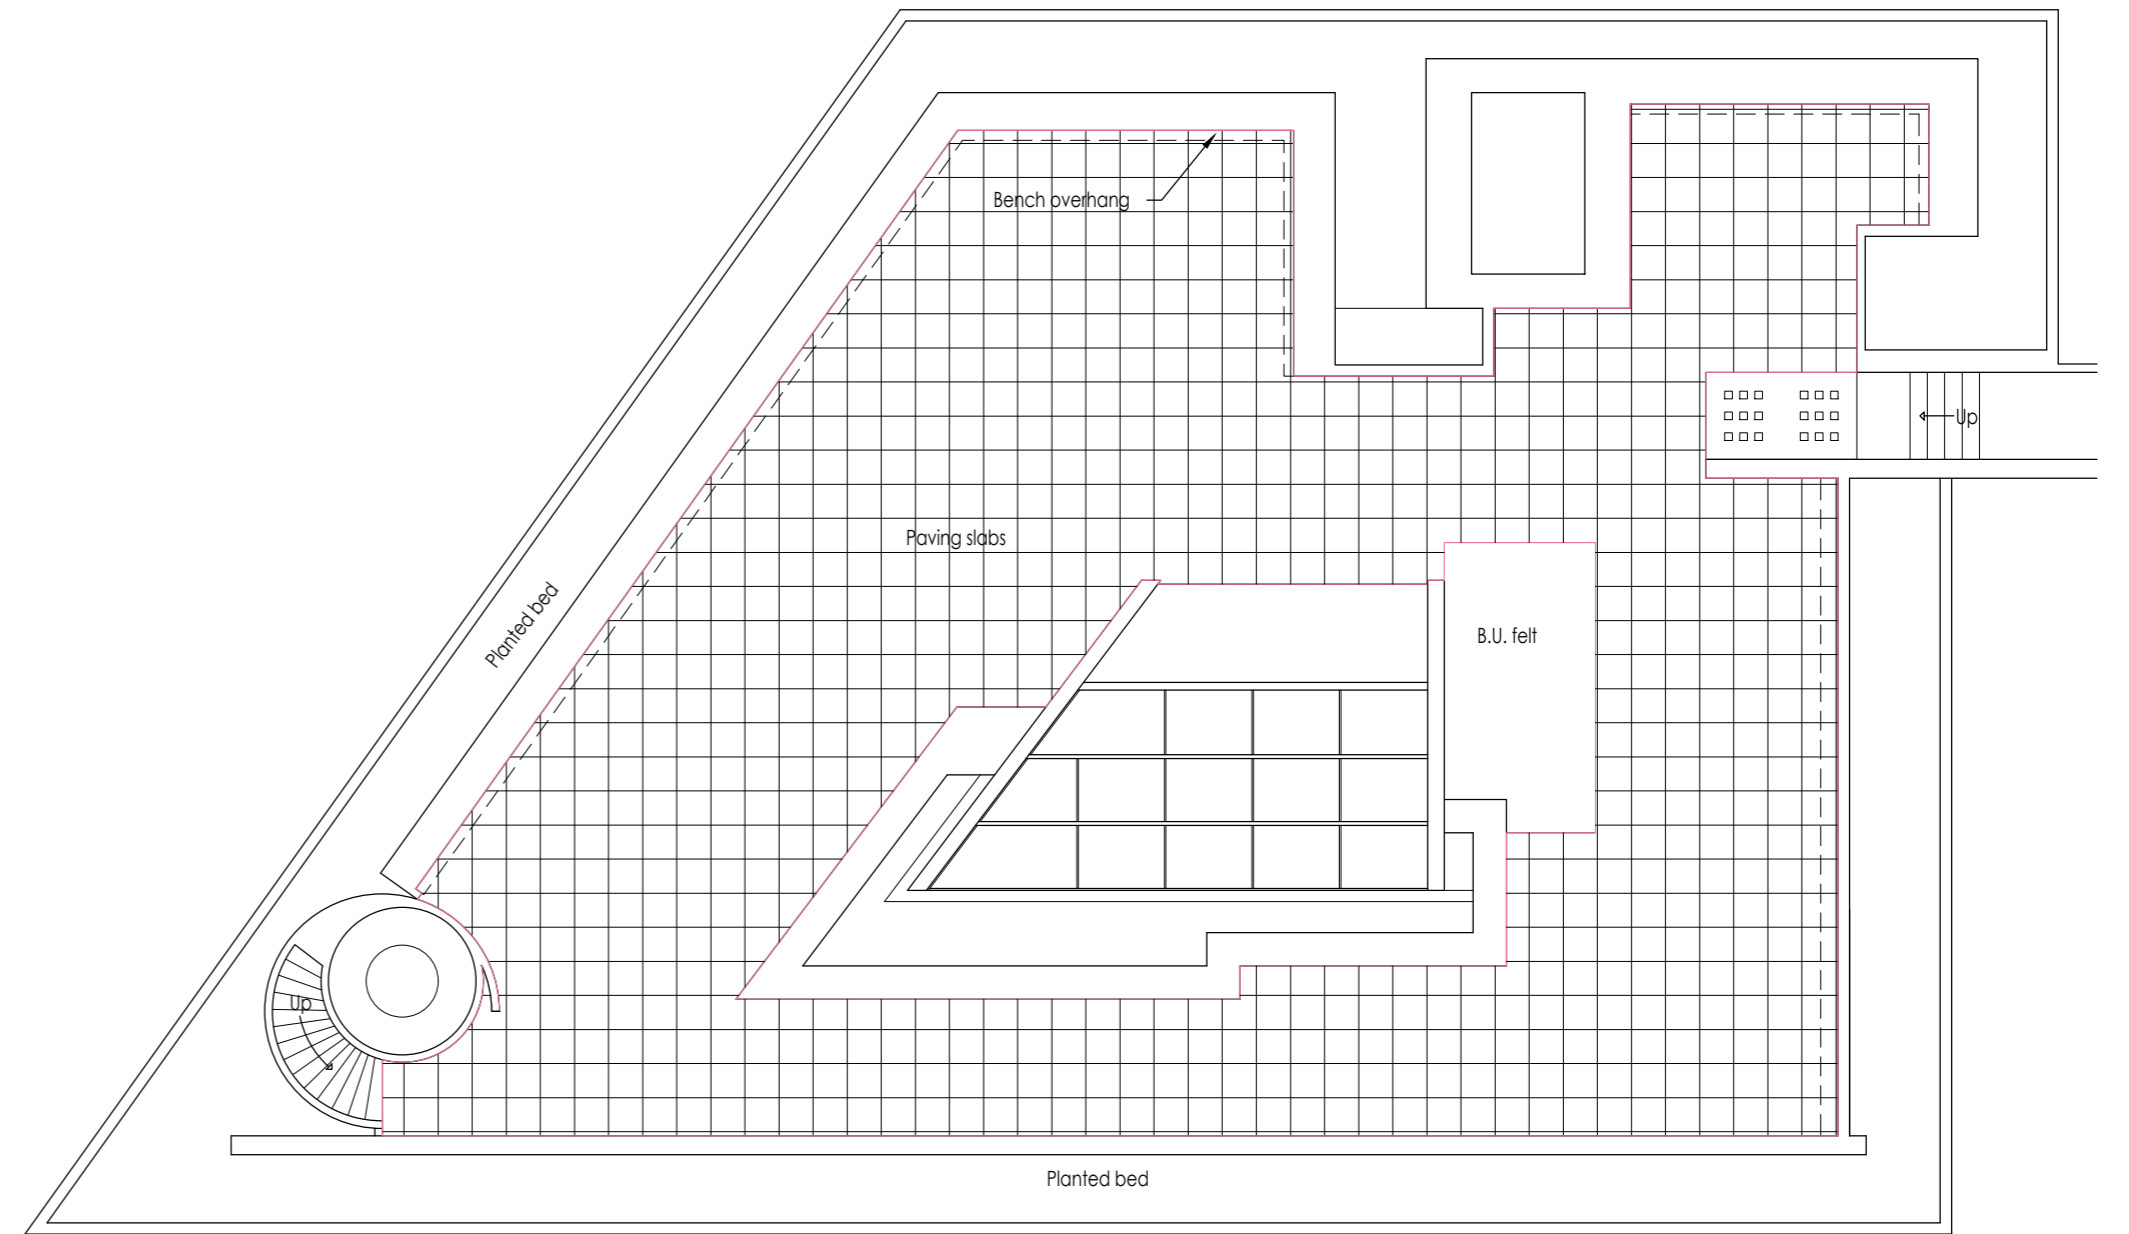 Bench overhang
Up
Paving slabs
Planted bed
B.U. felt
Up
Planted bed